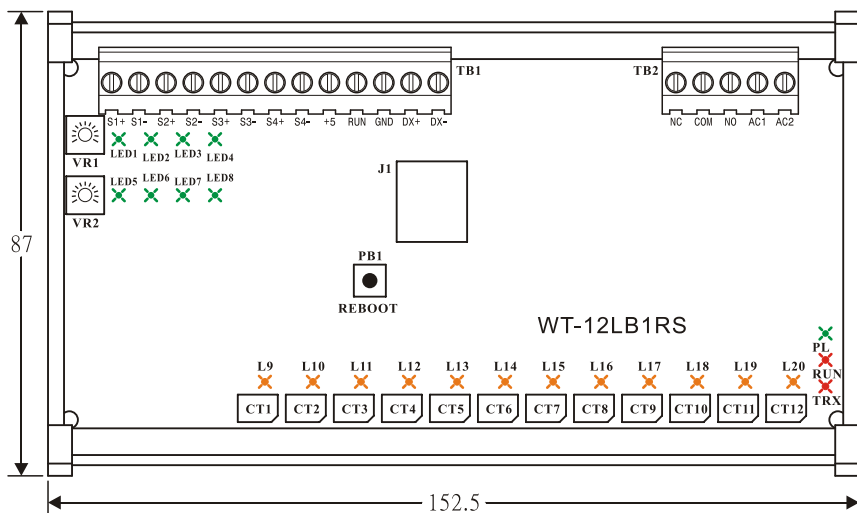 TB1 TB2
S1+ S1- S2+ S2- S3+ S3- S4+ S4- +5 RUN GND DX+ DX- NC COM NO AC1 AC2
LED1 LED2 LED3 LED4
VR1
J1
LED5 LED6 LED7 LED8
VR2
87
PB1
REBOOT
WT-12LB1RS
PL
L9 L10 L11 L12 L13 L14 L15 L16 L17 L18 L19 L20 RUN
TRX
CT1 CT2 CT3 CT4 CT5 CT6 CT7 CT8 CT9 CT10 CT11 CT12
152.5